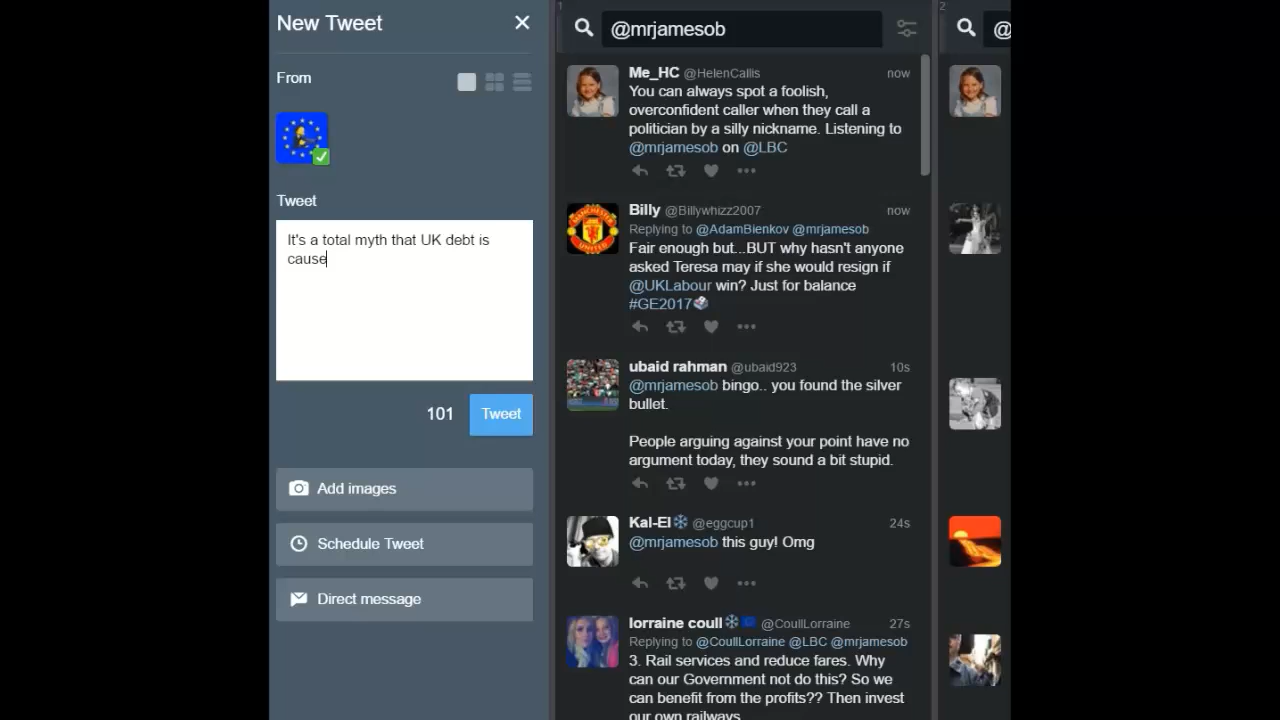 New Tweet
From
Tweet
It's a total myth that UK debt is
cause
101 Tweet
Add images
Schedule Tweet
Direct message
1
@mrjamesob
Me_HC @HelenCallis now
You can always spot a foolish,
overconfident caller when they call a
politician by a silly nickname. Listening to
@mrjamesob on @LBC
Billy @Billywhizz2007 now
Replying to @AdamBienkov @mrjamesob
Fair enough but...BUT why hasn't anyone
asked Teresa may if she would resign if
@UKLabour win? Just for balance
#GE2017
ubaid rahman @ubaid923 10s
@mrjamesob bingo.. you found the silver
bullet.
People arguing against your point have no
argument today, they sound a bit stupid.
Kal-El @eggcup1 24s
@mrjamesob this guy! Omg
lorraine coull @CoullLorraine 27s
Replying to @CoullLorraine @LBC @mrjamesob
3. Rail services and reduce fares. Why
can our Government not do this? So we
can benefit from the profits?? Then invest
our own railways
2
@